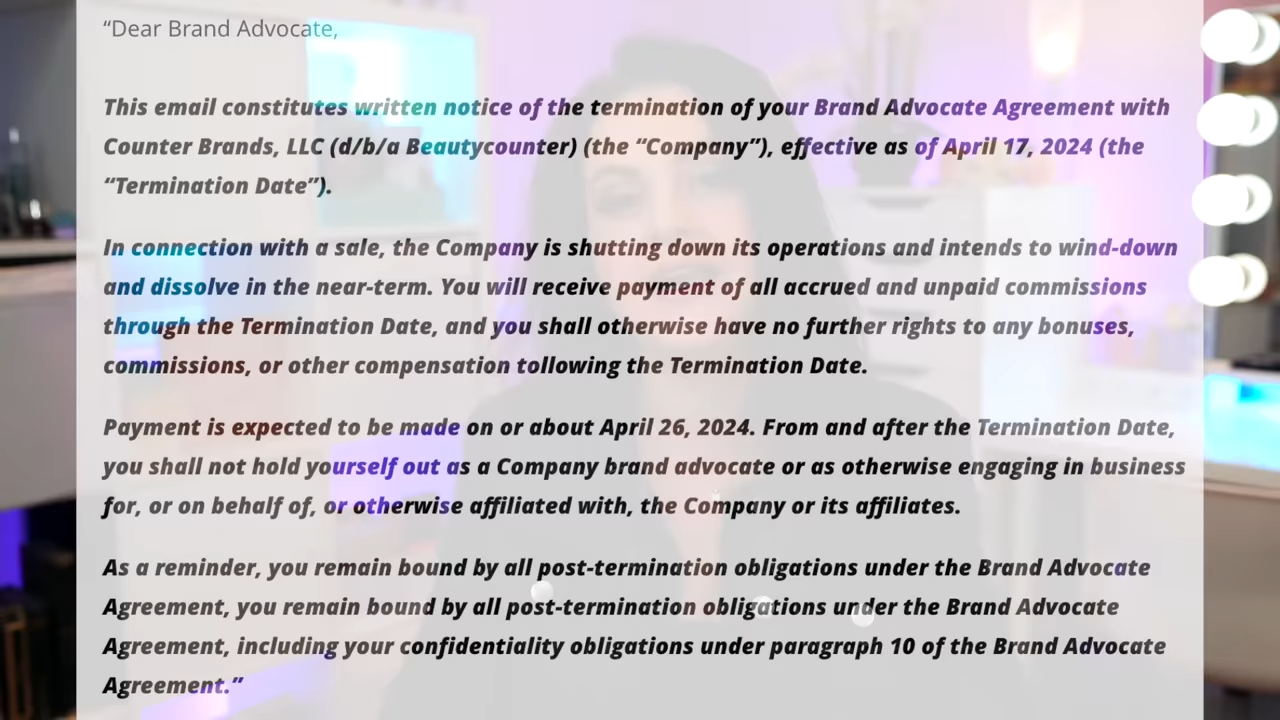 “Dear Brand Advocate,
This email constitutes written notice of the termination of your Brand Advocate Agreement with
Counter Brands, LLC (d/b/a Beautycounter) (the “Company”), effective as of April 17, 2024 (the
“Termination Date”).
In connection with a sale, the Company is shutting down its operations and intends to wind-down
and dissolve in the near-term. You will receive payment of all accrued and unpaid commissions
through the Termination Date, and you shall otherwise have no further rights to any bonuses,
commissions, or other compensation tollowing the Termination Date.
Payment is expected to be made on or about April 26, 2024. From and after the Termination Date,
you shall not hold yourself out as a Company brand advocate or as otherwise engaging in business
for, or on behalf of, or otherwise affiliated with, the Company or its affiliates.
As a reminder, you remain bound by all post-termination obligations under the Brand Advocate
Agreement, you remain bound by all post-termination obligations under the Brand Advocate
Agreement, including your confidentiality obligations under paragraph 10 of the Brand Advocate
Agreement.”